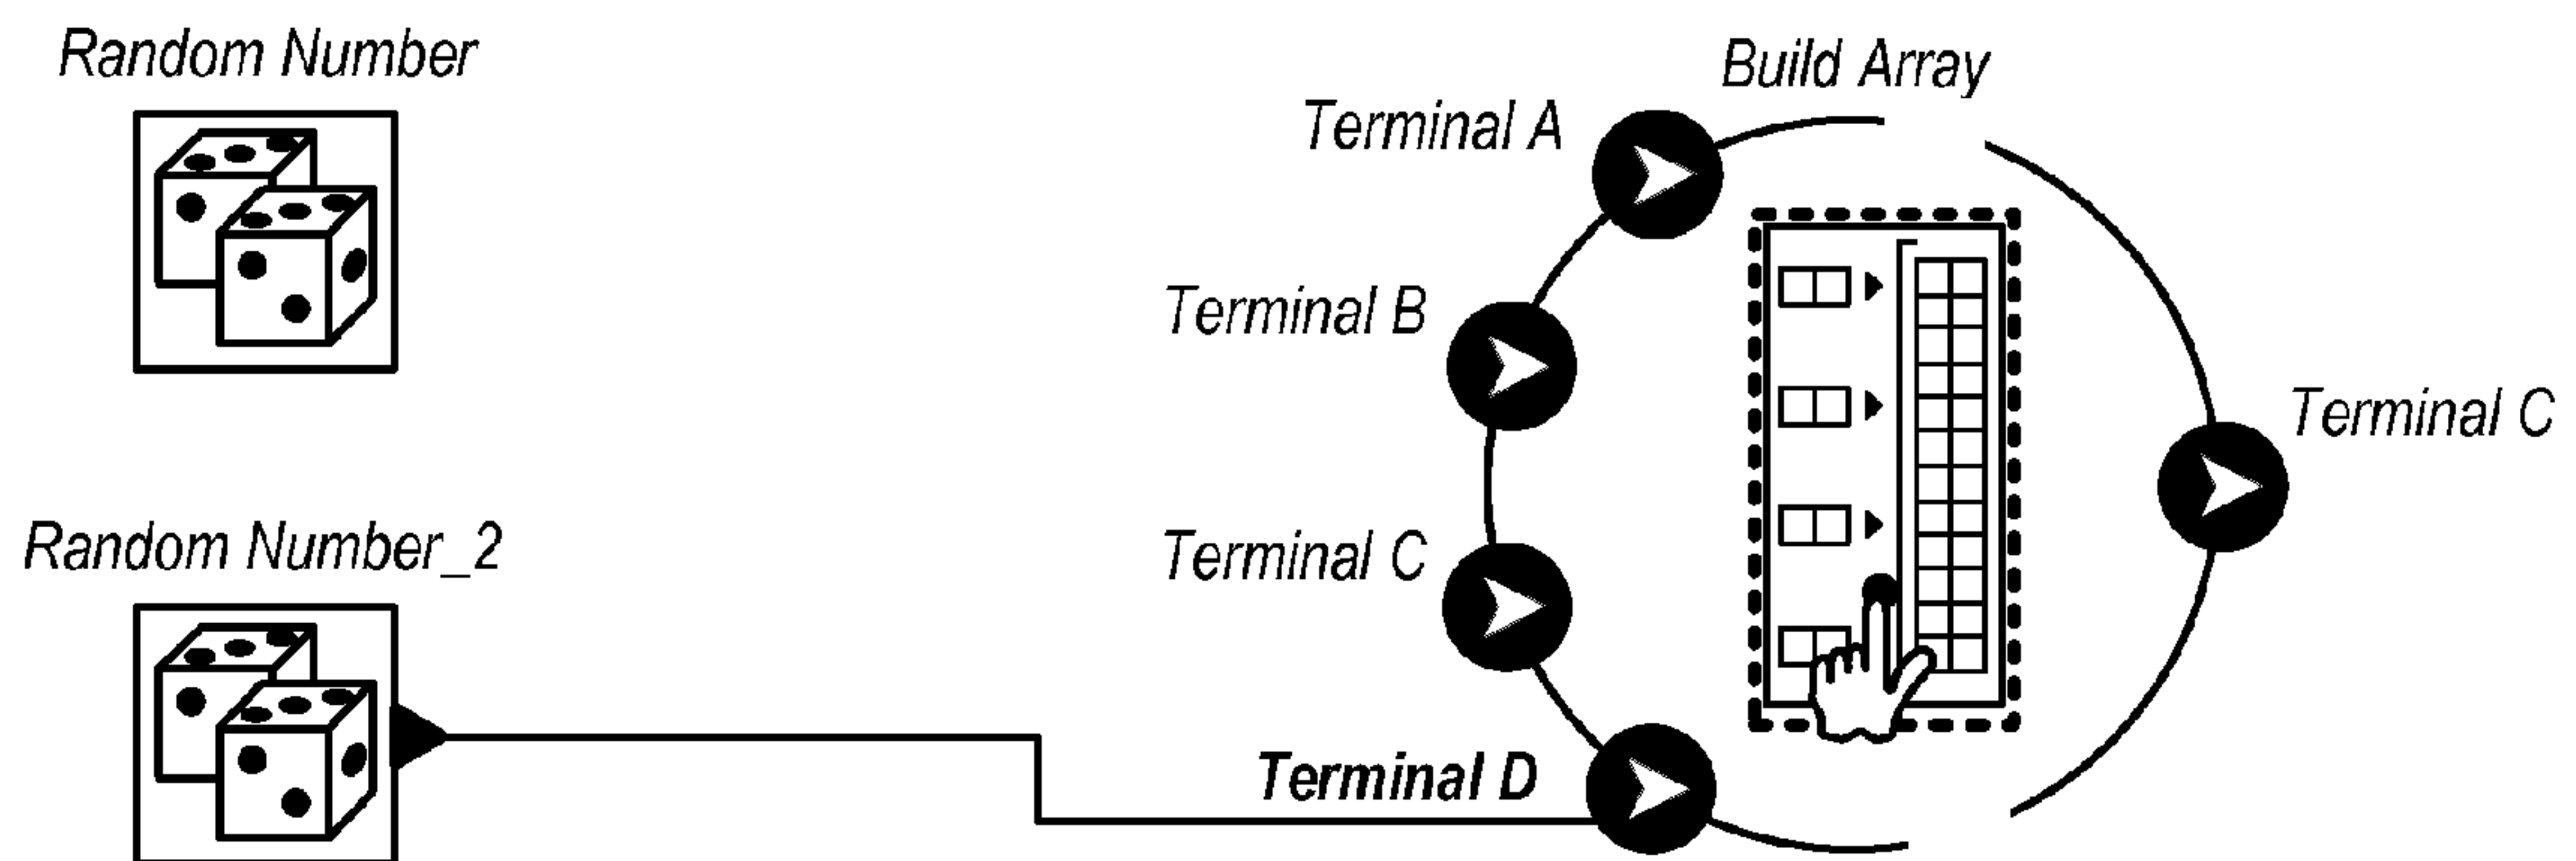 Random Number
Build Array
Terminal A
Terminal B
Terminal C
Random Number_2
Terminal C
Terminal D